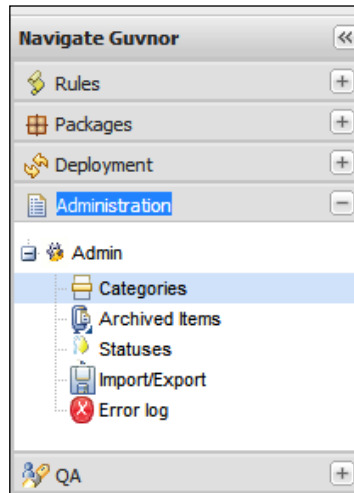 Navigate Guvnor
Rules
Packages
Deployment
Administration
Admin
Categories
Archived Items
Statuses
Import/Export
Error log
QA